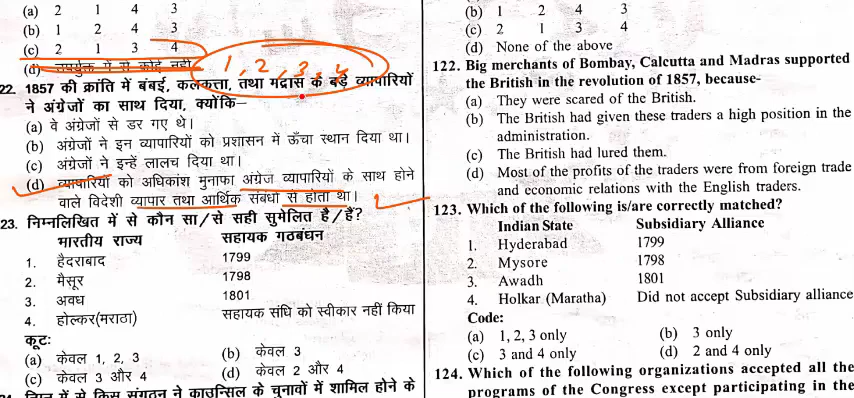 (a) 2 1 4 3
(b) 1 2 4 3
(c) 2 1 3 4
(d) उपर्युक्त में से कोई नहीं
1, 2, 3, 4
22. 1857 की क्रांति में बंबई, कलकत्ता, तथा मद्रास के बड़े व्यापारियों
ने अंग्रेजों का साथ दिया, क्योंकि–
(a) वे अंग्रेजों से डर गए थे।
(b) अंग्रेजों ने इन व्यापारियों को प्रशासन में ऊँचा स्थान दिया था।
(c) अंग्रेजों ने इन्हें लालच दिया था।
(d) व्यापारियों को अधिकांश मुनाफा अंग्रेज व्यापारियों के साथ होने
वाले विदेशी व्यापार तथा आर्थिक संबंधों से होता था।
23. निम्नलिखित में से कौन सा/से सही सुमेलित है/हैं?
भारतीय राज्य सहायक गठबंधन
1. हैदराबाद 1799
2. मैसूर 1798
3. अवध 1801
4. होल्कर(मराठा) सहायक संधि को स्वीकार नहीं किया
कूटः
(a) केवल 1, 2, 3 (b) केवल 3
(c) केवल 3 और 4 (d) केवल 2 और 4
में से किस संगठन ने काउन्सिल के चुनावों में शामिल होने के
(b) 1 2 4 3
(c) 2 1 3 4
(d) None of the above
122. Big merchants of Bombay, Calcutta and Madras supported
the British in the revolution of 1857, because-
(a) They were scared of the British.
(b) The British had given these traders a high position in the
administration.
(c) The British had lured them.
(d) Most of the profits of the traders were from foreign trade
and economic relations with the English traders.
123. Which of the following is/are correctly matched?
Indian State Subsidiary Alliance
1. Hyderabad 1799
2. Mysore 1798
3. Awadh 1801
4. Holkar (Maratha) Did not accept Subsidiary alliance
Code:
(a) 1, 2, 3 only (b) 3 only
(c) 3 and 4 only (d) 2 and 4 only
124. Which of the following organizations accepted all the
programs of the Congress except participating in the